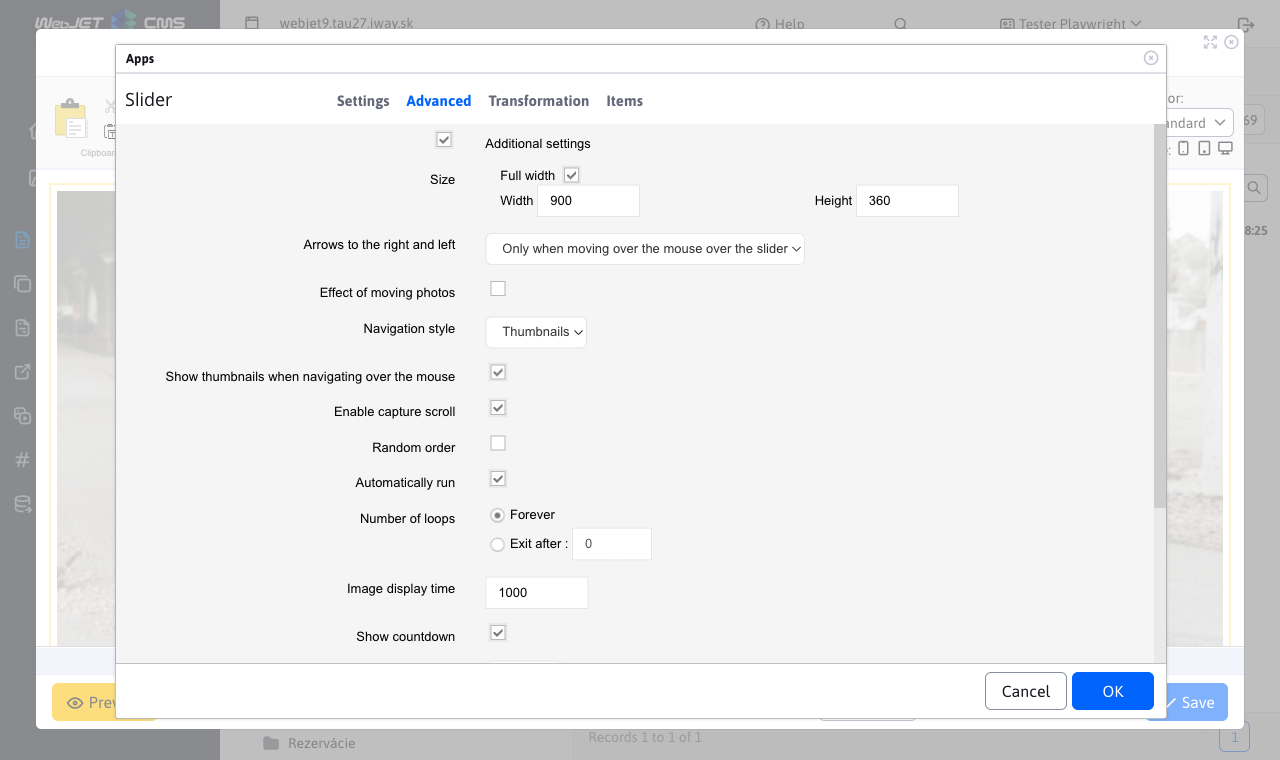 WebJET CMS
webjet9.tau27.iway.sk
Help
Tester Playwright
Apps
Slider
Settings
Advanced
Transformation
Items
Clipboar
or:
andard
69
e:
8:25
Additional settings
Size
Full width
Width 900
Height 360
Arrows to the right and left
Only when moving over the mouse over the slider
Effect of moving photos
Navigation style
Thumbnails
Show thumbnails when navigating over the mouse
Enable capture scroll
Random order
Automatically run
Number of loops
Forever
Exit after : 0
Image display time
1000
Show countdown
Cancel
OK
Prev
Save
Rezervácie
Records 1 to 1 of 1
1